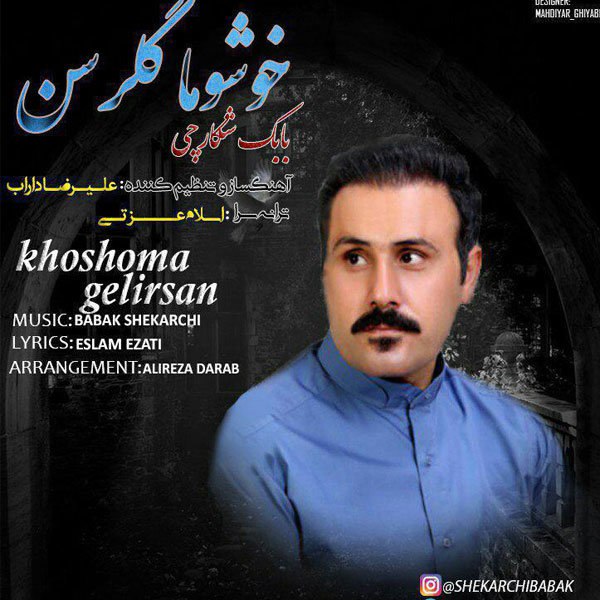 DESIGNER:
MAHDIYAR_GHIYABI
خوشوما گلرسن
بابک شکارچی
آهنگساز و تنظیم کننده: علیرضا داراب
ترانه سرا: اسلام عزتی
khoshoma
gelirsan
MUSIC: BABAK SHEKARCHI
LYRICS: ESLAM EZATI
ARRANGEMENT: ALIREZA DARAB
@SHEKARCHIBABAK